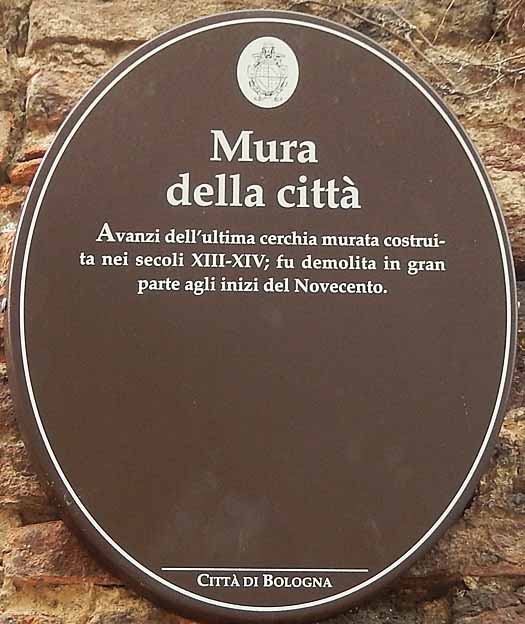 Mura
della città
Avanzi dell'ultima cerchia murata costrui-
ta nei secoli XIII-XIV; fu demolita in gran
parte agli inizi del Novecento.
CITTÀ DI BOLOGNA